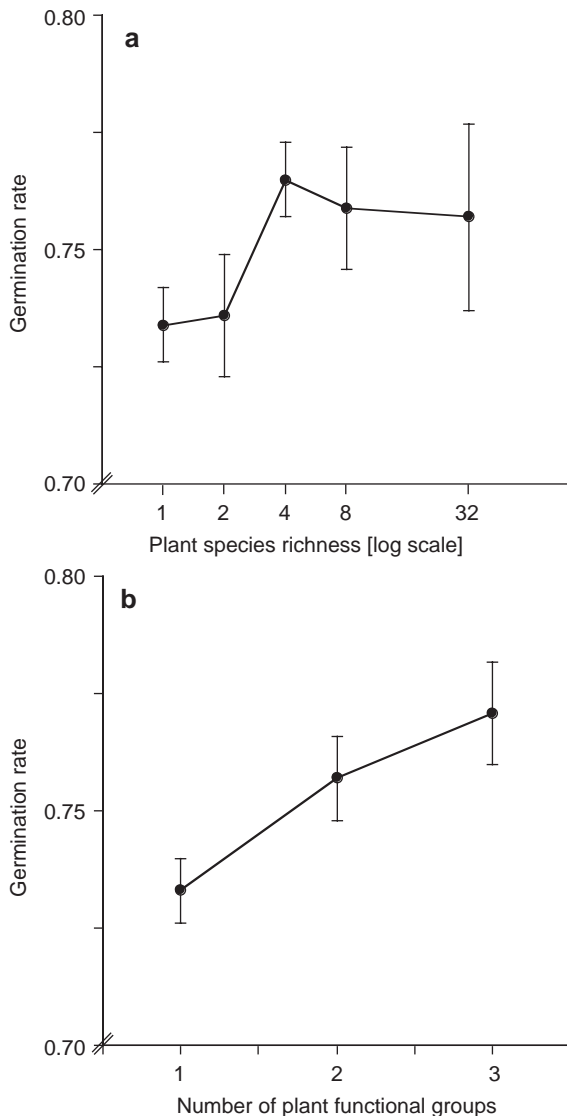 a
0.80
0.75
0.70
Germination rate
1 2 4 8 32
Plant species richness [log scale]
b
0.80
0.75
0.70
Germination rate
1 2 3
Number of plant functional groups